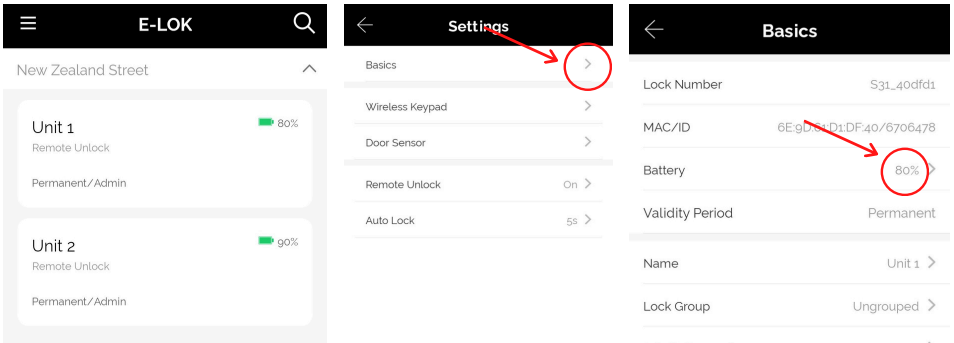 E-LOK
New Zealand Street
Unit 1
80%
Remote Unlock
Permanent/Admin
Unit 2
90%
Remote Unlock
Permanent/Admin
Settings
Basics
Wireless Keypad
Door Sensor
Remote Unlock On
Auto Lock 5s
Basics
Lock Number S31_40dfd1
MAC/ID 6E:9D:61:D1:DF:40/6706478
Battery 80%
Validity Period Permanent
Name Unit 1
Lock Group Ungrouped